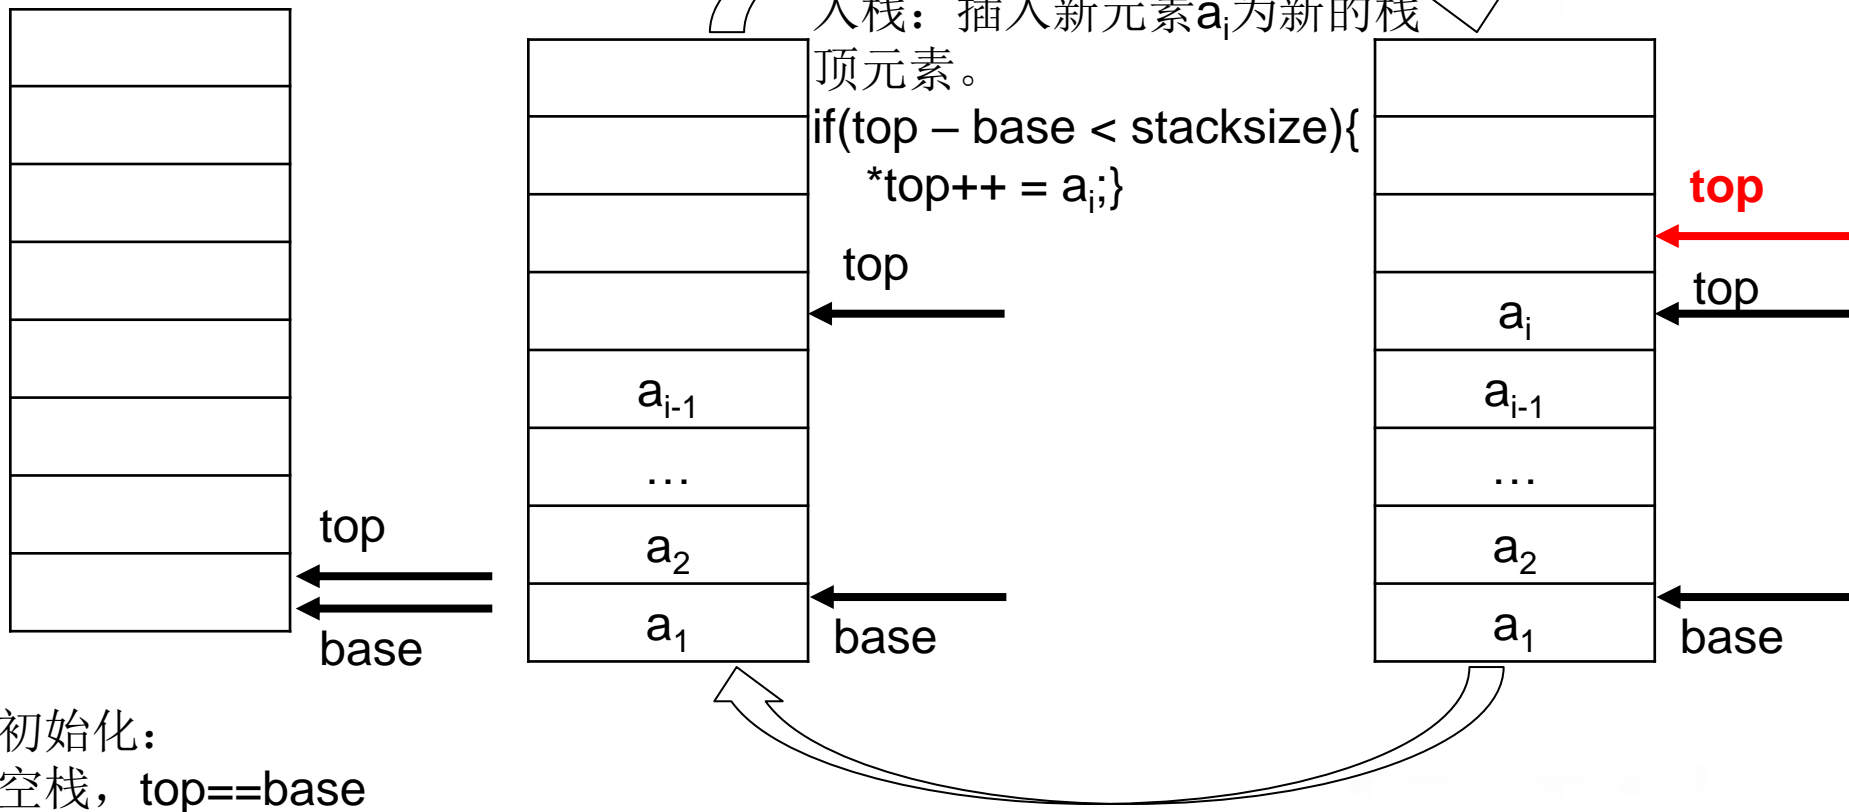 入栈：插入新元素aᵢ为新的栈
顶元素。
if(top – base < stacksize){
*top++ = aᵢ;}
top
top
top
aᵢ
aᵢ₋₁
aᵢ₋₁
…
…
top
a₂
a₂
a₁
a₁
base
base
base
初始化：
空栈，top==base